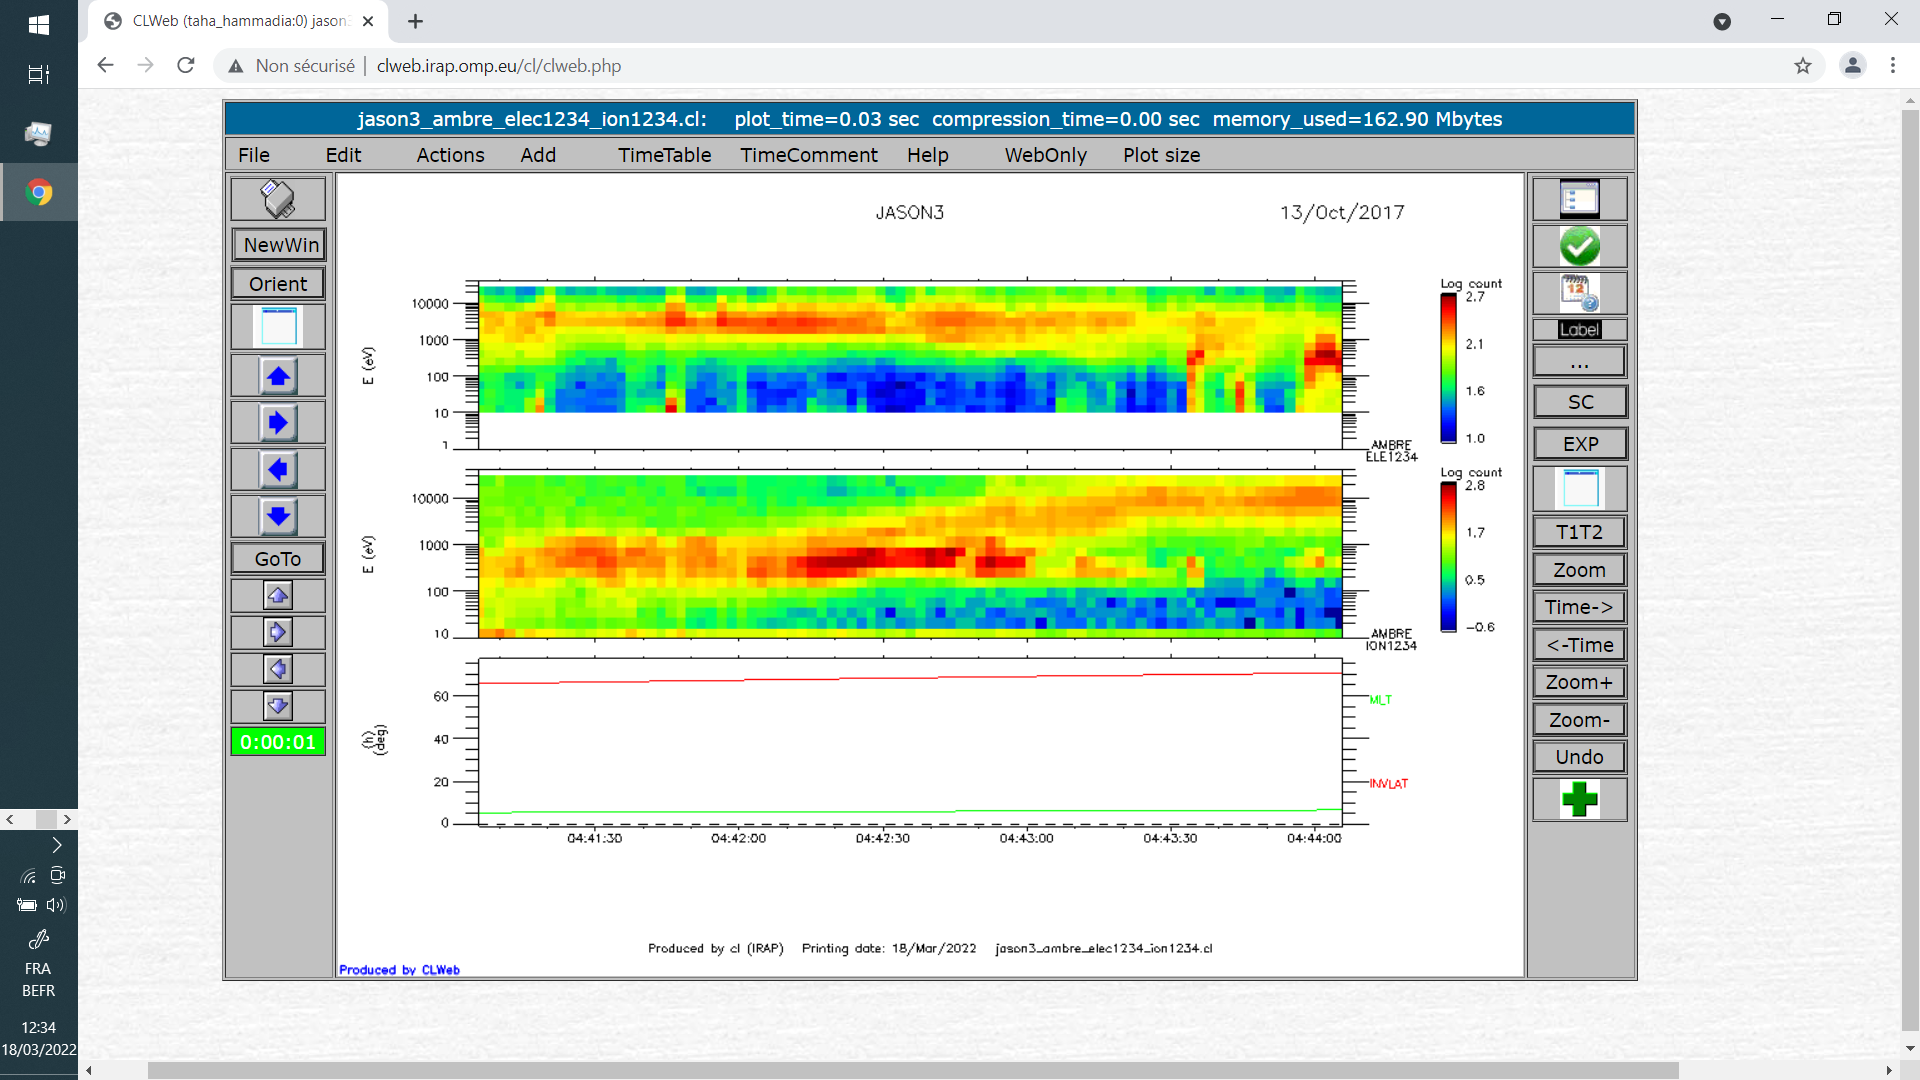 CLWeb (taha_hammadia:0) jason3
Non sécurisé | clweb.irap.omp.eu/cl/clweb.php
jason3_ambre_elec1234_ion1234.cl: plot_time=0.03 sec compression_time=0.00 sec memory_used=162.90 Mbytes
File Edit Actions Add TimeTable TimeComment Help WebOnly Plot size
NewWin
Orient
GoTo
0:00:01
JASON3 13/Oct/2017
E (eV)
10000
1000
100
10
1
AMBRE
ELE1234
Log count
2.7
2.1
1.6
1.0
E (eV)
10000
1000
100
10
AMBRE
ION1234
Log count
2.8
1.7
0.5
-0.6
(h)
(deg)
60
40
20
0
MLT
INVLAT
04:41:30 04:42:00 04:42:30 04:43:00 04:43:30 04:44:00
Produced by cl (IRAP) Printing date: 18/Mar/2022 jason3_ambre_elec1234_ion1234.cl
Produced by CLWeb
12
Label
...
SC
EXP
T1T2
Zoom
Time->
<-Time
Zoom+
Zoom-
Undo
FRA
BEFR
12:34
18/03/2022